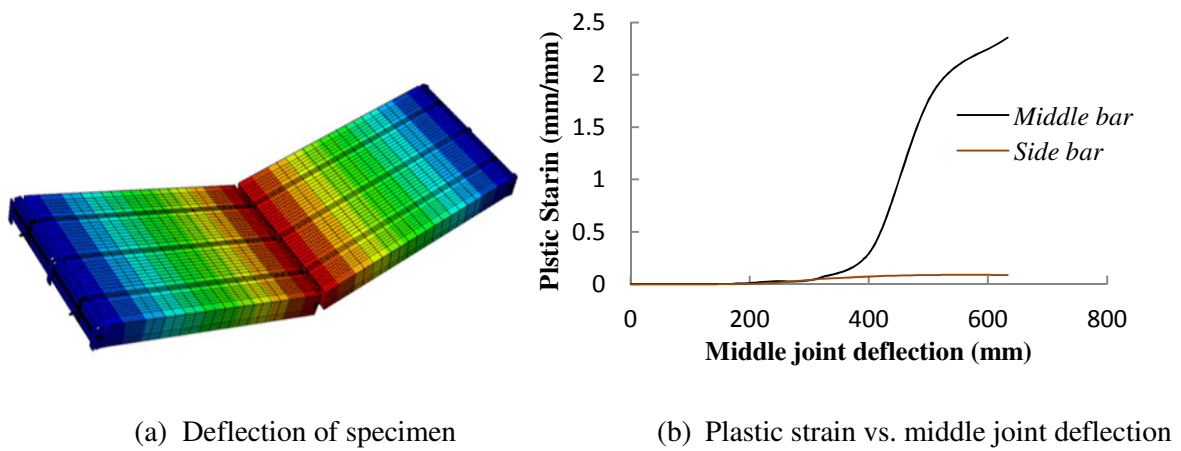 2.5
2
1.5
1
0.5
0
Plstic Starin (mm/mm)
Middle bar
Side bar
0 200 400 600 800
Middle joint deflection (mm)
(a) Deflection of specimen
(b) Plastic strain vs. middle joint deflection